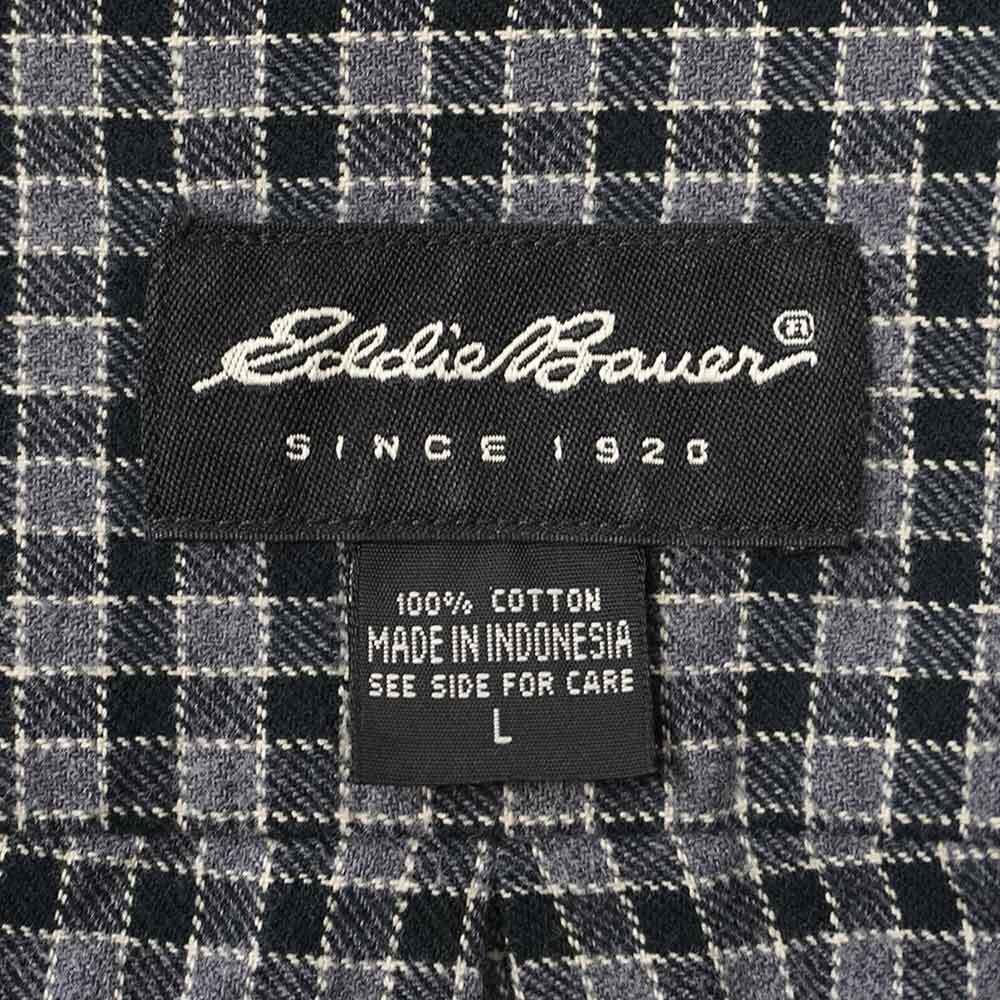 Eddie Bauer®
SINCE 1920
100% COTTON
MADE IN INDONESIA
SEE SIDE FOR CARE
L